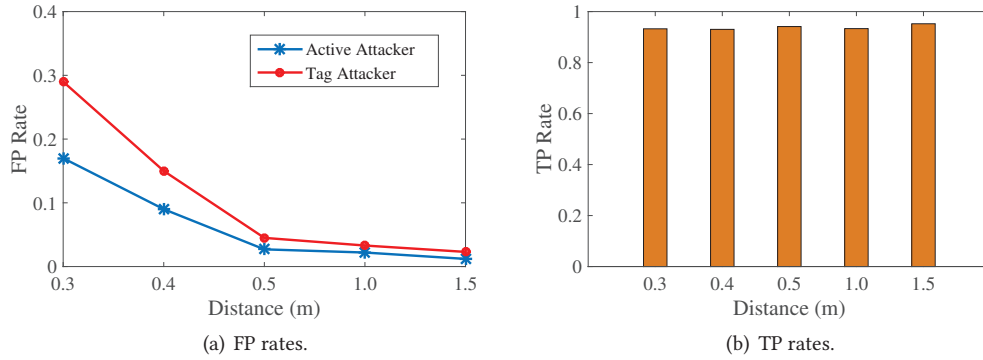 0.4
0.3
0.2
0.1
0
FP Rate
Active Attacker
Tag Attacker
0.3 0.4 0.5 1.0 1.5
Distance (m)
(a) FP rates.
1
0.8
0.6
0.4
0.2
0
TP Rate
0.3 0.4 0.5 1.0 1.5
Distance (m)
(b) TP rates.